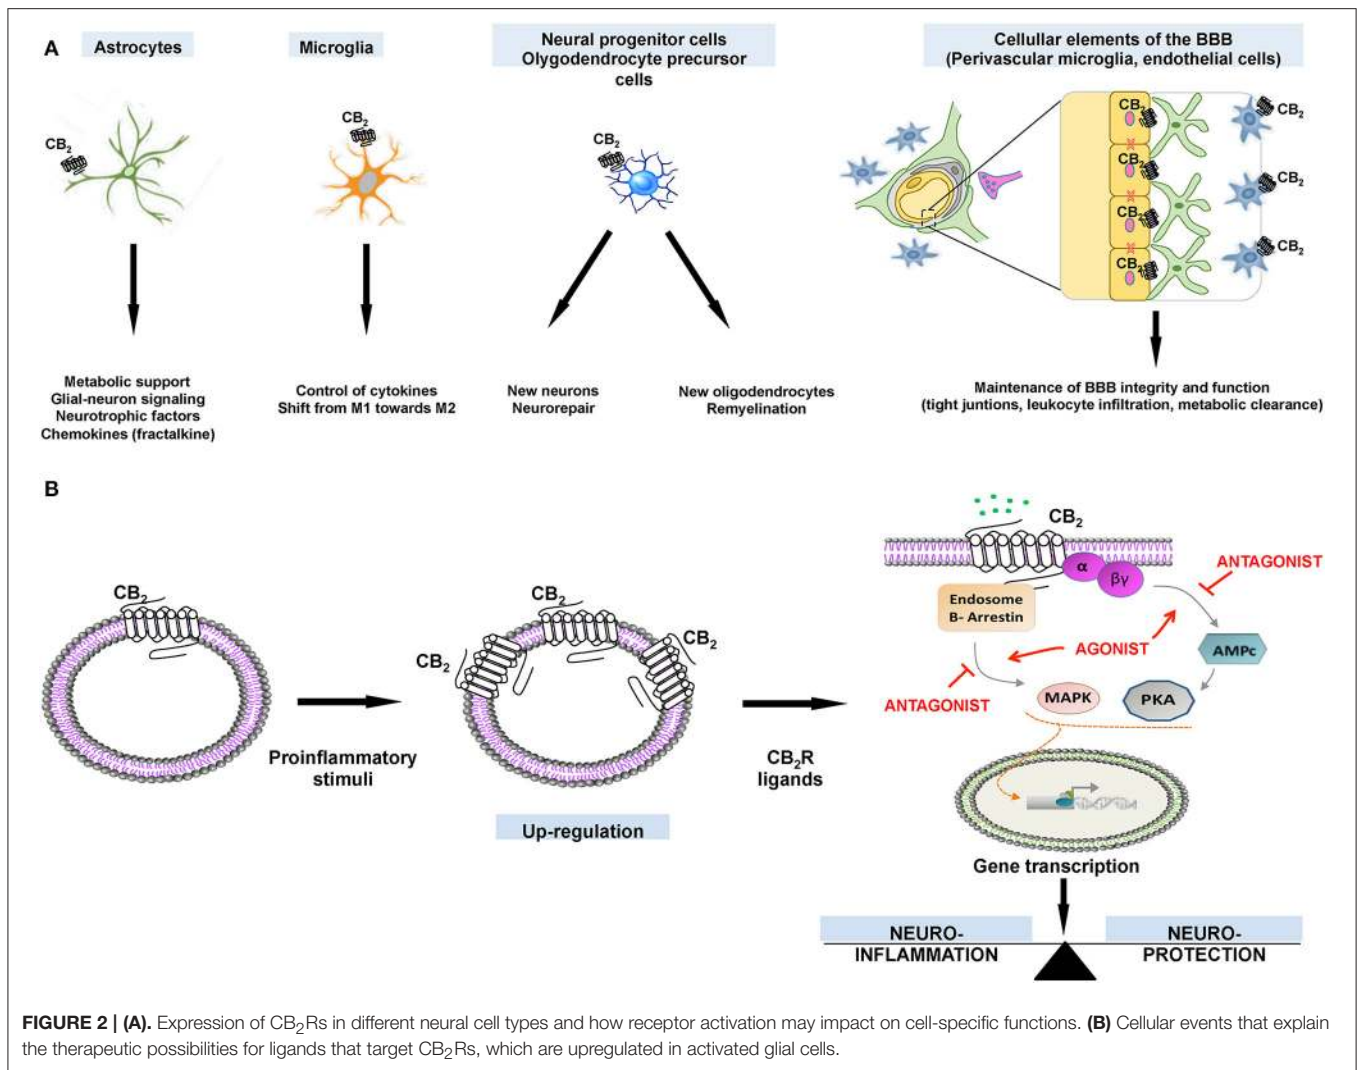 A
Astrocytes
Microglia
Neural progenitor cells
Olygodendrocyte precursor
cells
Cellullar elements of the BBB
(Perivascular microglia, endothelial cells)
CB2
CB2
CB2
CB2
CB2
CB2
CB2
CB2
CB2
CB2
Metabolic support
Glial-neuron signaling
Neurotrophic factors
Chemokines (fractalkine)
Control of cytokines
Shift from M1 towards M2
New neurons
Neurorepair
New oligodendrocytes
Remyelination
Maintenance of BBB integrity and function
(tight juntions, leukocyte infiltration, metabolic clearance)
B
CB2
Proinflammatory
stimuli
CB2
CB2
CB2
Up-regulation
CB2R
ligands
CB2
α
βγ
ANTAGONIST
Endosome
B- Arrestin
AGONIST
AMPc
ANTAGONIST
MAPK
PKA
Gene transcription
NEURO-
INFLAMMATION
NEURO-
PROTECTION
FIGURE 2 | (A). Expression of CB2Rs in different neural cell types and how receptor activation may impact on cell-specific functions. (B) Cellular events that explain
the therapeutic possibilities for ligands that target CB2Rs, which are upregulated in activated glial cells.